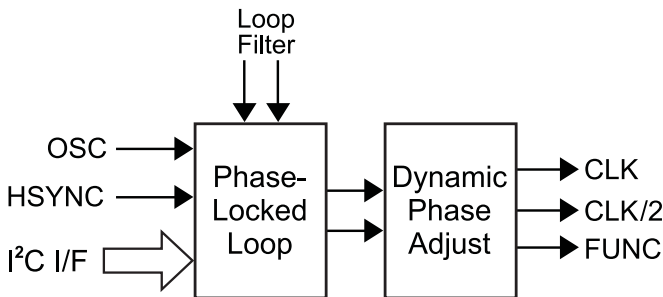 Loop
Filter
OSC
HSYNC
I²C I/F
Phase-
Locked
Loop
Dynamic
Phase
Adjust
CLK
CLK/2
FUNC